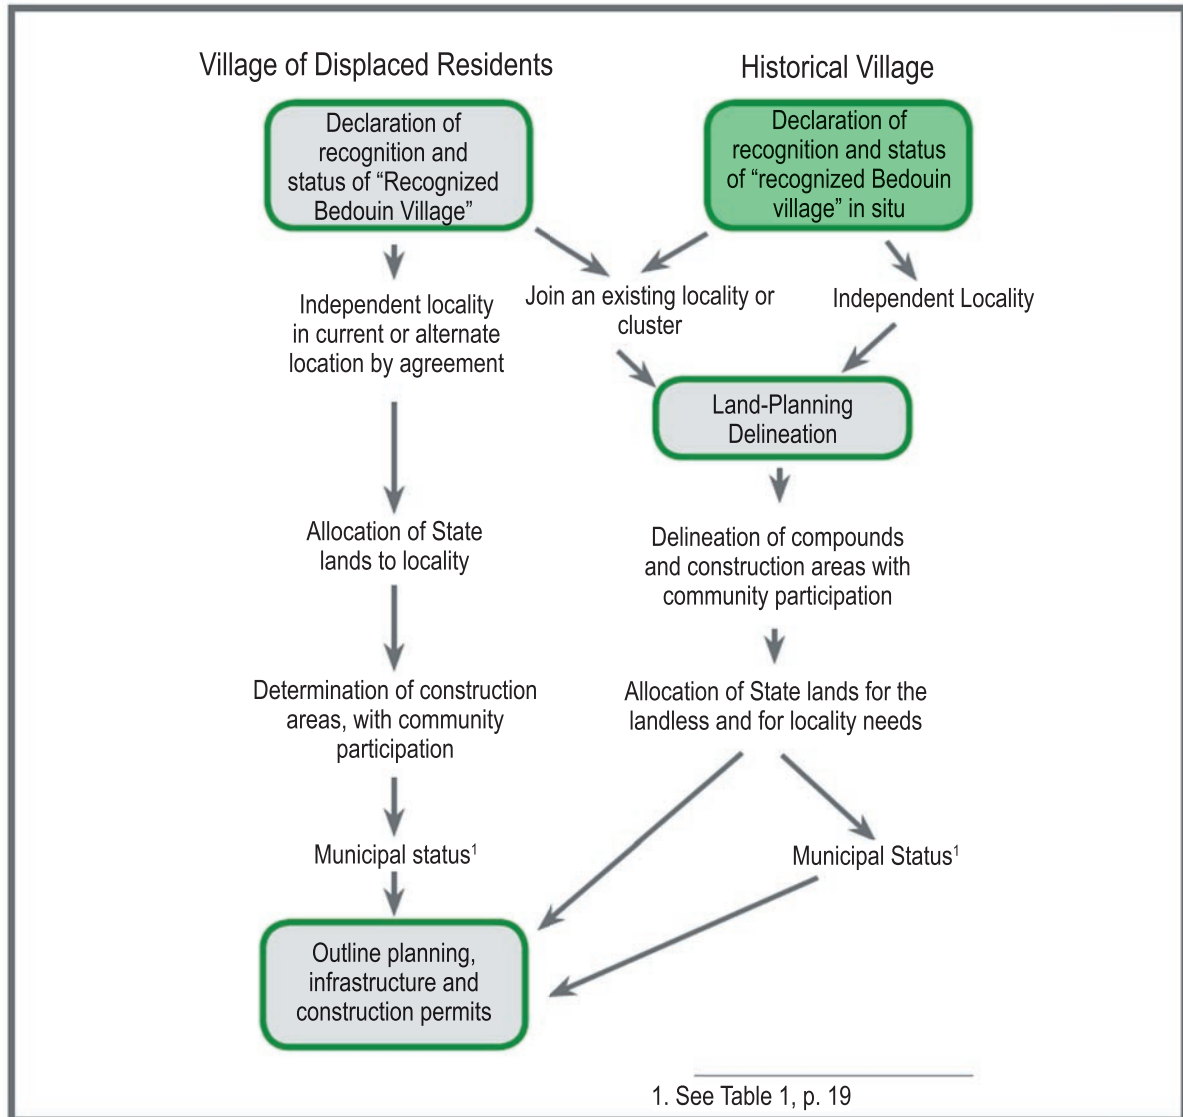 Village of Displaced Residents
Historical Village
Declaration of
recognition and
status of “Recognized
Bedouin Village”
Declaration of
recognition and status
of “recognized Bedouin
village” in situ
Independent locality
in current or alternate
location by agreement
Join an existing locality or
cluster
Independent Locality
Land-Planning
Delineation
Allocation of State
lands to locality
Delineation of compounds
and construction areas with
community participation
Determination of construction
areas, with community
participation
Allocation of State lands for the
landless and for locality needs
Municipal status¹
Municipal Status¹
Outline planning,
infrastructure and
construction permits
1. See Table 1, p. 19